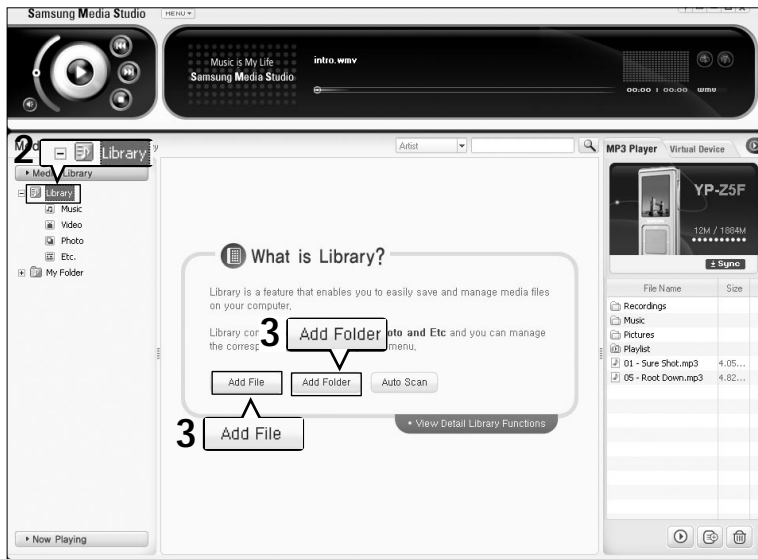 Samsung Media Studio
MENU
Music is My Life
Samsung Media Studio
intro.wmv
00:00 I 00:00 wmv
2
Library
Artist
Media Library
Library
Music
Video
Photo
Etc.
My Folder
Now Playing
What is Library?
Library is a feature that enables you to easily save and manage media files
on your computer.
Library con
oto and Etc and you can manage
the corresp
menu.
3
Add Folder
Add File
Add Folder
Auto Scan
3
Add File
• View Detail Library Functions
MP3 Player
Virtual Device
YP-Z5F
12M / 1884M
± Sync
File Name
Size
Recordings
Music
Pictures
Playlist
01 - Sure Shot.mp3 4.05...
05 - Root Down.mp3 4.82...